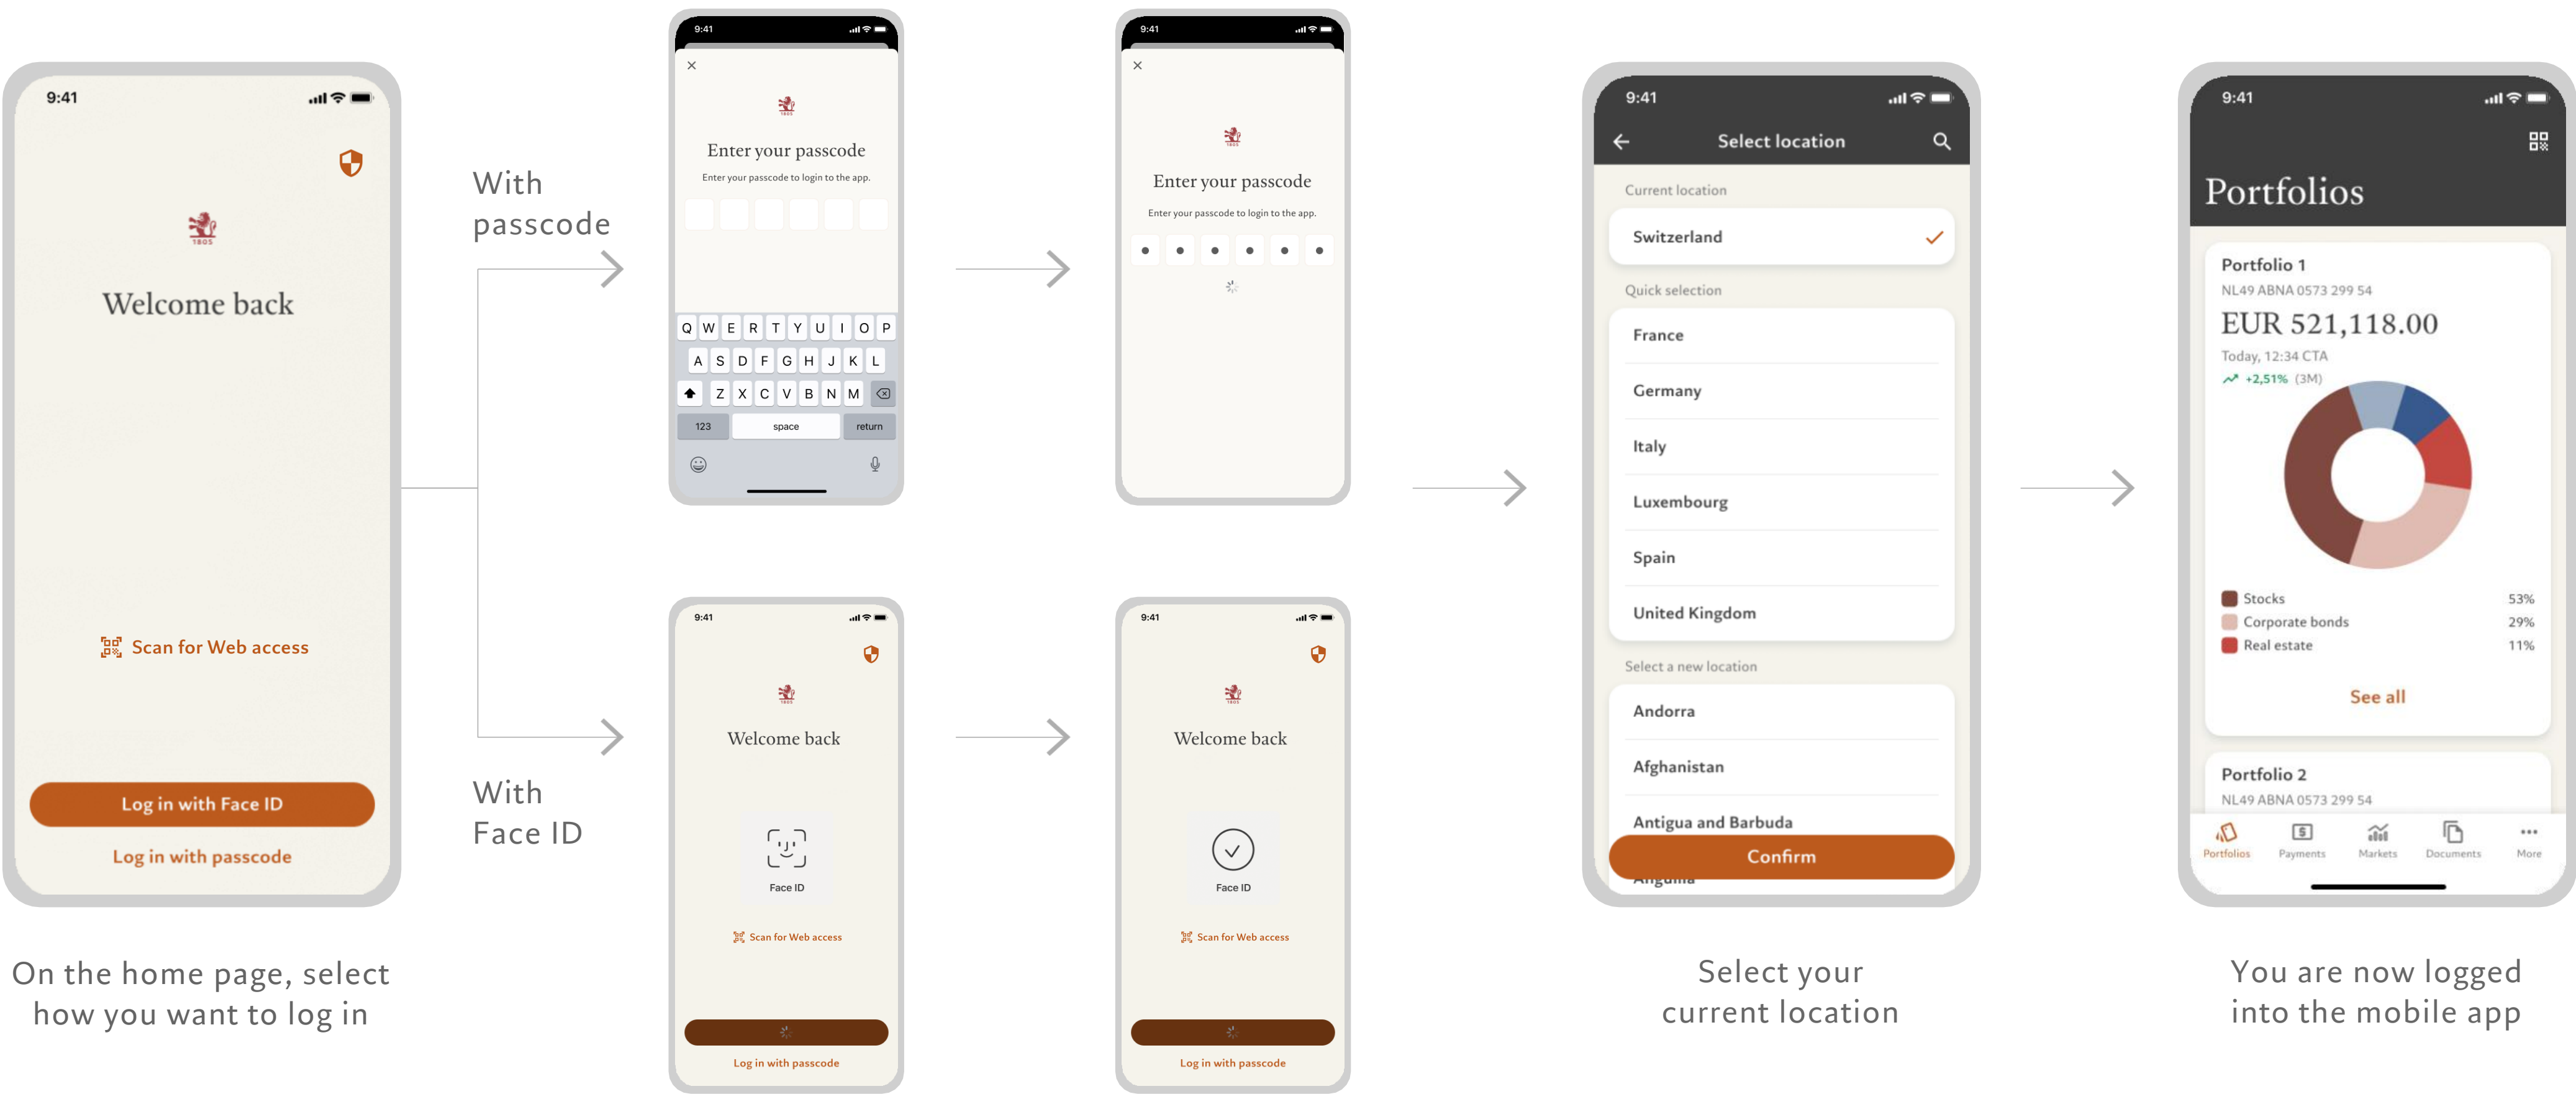 9:41
1805
Welcome back
Scan for Web access
Log in with Face ID
Log in with passcode
On the home page, select
how you want to log in
With
passcode
9:41
1805
Enter your passcode
Enter your passcode to login to the app.
Q W E R T Y U I O P
A S D F G H J K L
Z X C V B N M
123 space return
9:41
1805
Enter your passcode
Enter your passcode to login to the app.
With
Face ID
9:41
1805
Welcome back
Face ID
Scan for Web access
Log in with passcode
9:41
1805
Welcome back
Face ID
Scan for Web access
Log in with passcode
9:41
Select location
Current location
Switzerland
Quick selection
France
Germany
Italy
Luxembourg
Spain
United Kingdom
Select a new location
Andorra
Afghanistan
Antigua and Barbuda
Confirm
Anguilla
Select your
current location
9:41
Portfolios
Portfolio 1
NL49 ABNA 0573 299 54
EUR 521,118.00
Today, 12:34 CTA
+2,51% (3M)
Stocks 53%
Corporate bonds 29%
Real estate 11%
See all
Portfolio 2
NL49 ABNA 0573 299 54
Portfolios Payments Markets Documents More
You are now logged
into the mobile app